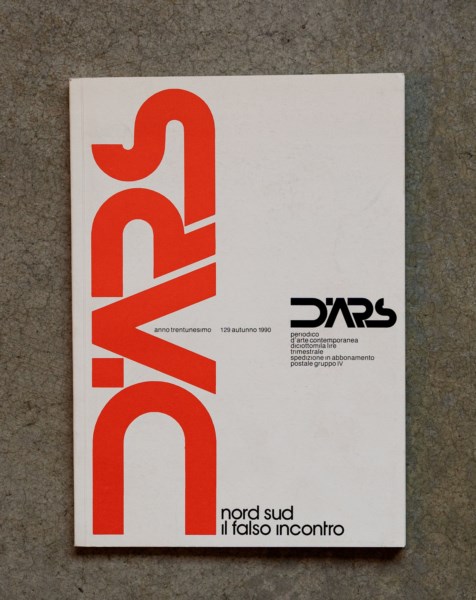 D'ARS
anno trentunesimo 129 autunno 1990
D'ARS
periodico
d'arte contemporanea
diciottomila lire
trimestrale
spedizione in abbonamento
postale gruppo IV
nord sud
il falso incontro